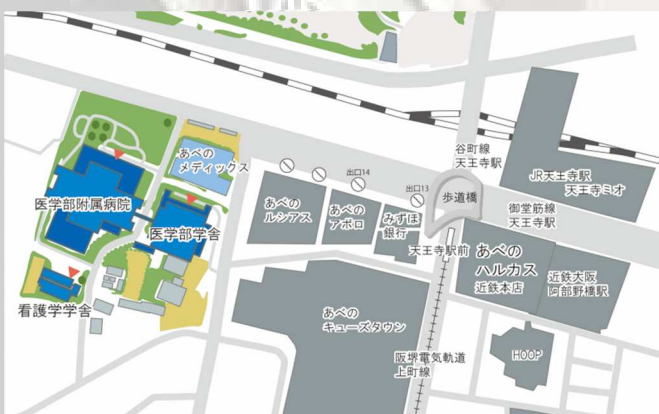 谷町線
天王寺駅
あべの
メディックス
出口14
JR天王寺駅
天王寺ミオ
出口13
歩道橋
医学部附属病院
あべの
ルシアス
あべの
アポロ
みずほ
銀行
御堂筋線
天王寺駅
医学部学舎
天王寺駅前
あべの
ハルカス
近鉄本店
近鉄大阪
阿部野橋駅
看護学学舎
あべの
キューズタウン
阪堺電気軌道
上町線
HOOP